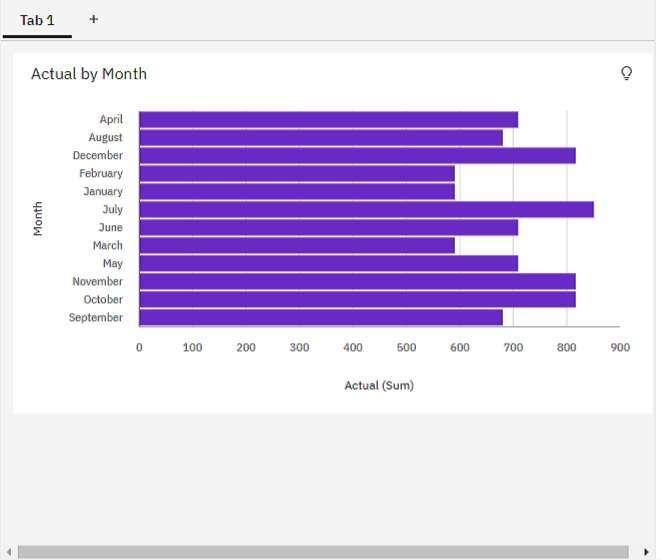 Tab 1 +
Actual by Month
April
August
December
February
January
July
June
March
May
November
October
September
Month
0 100 200 300 400 500 600 700 800 900
Actual (Sum)